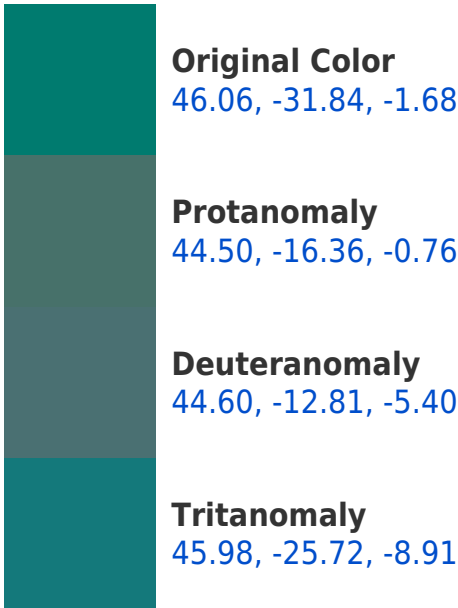 Original Color
46.06, -31.84, -1.68
Protanomaly
44.50, -16.36, -0.76
Deuteranomaly
44.60, -12.81, -5.40
Tritanomaly
45.98, -25.72, -8.91